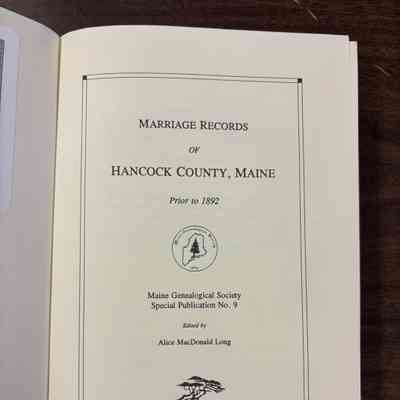 MARRIAGE RECORDS
OF
HANCOCK COUNTY, MAINE
Prior to 1892
Maine Genealogical Society
Special Publication No. 9
Edited by
Alice MacDonald Long